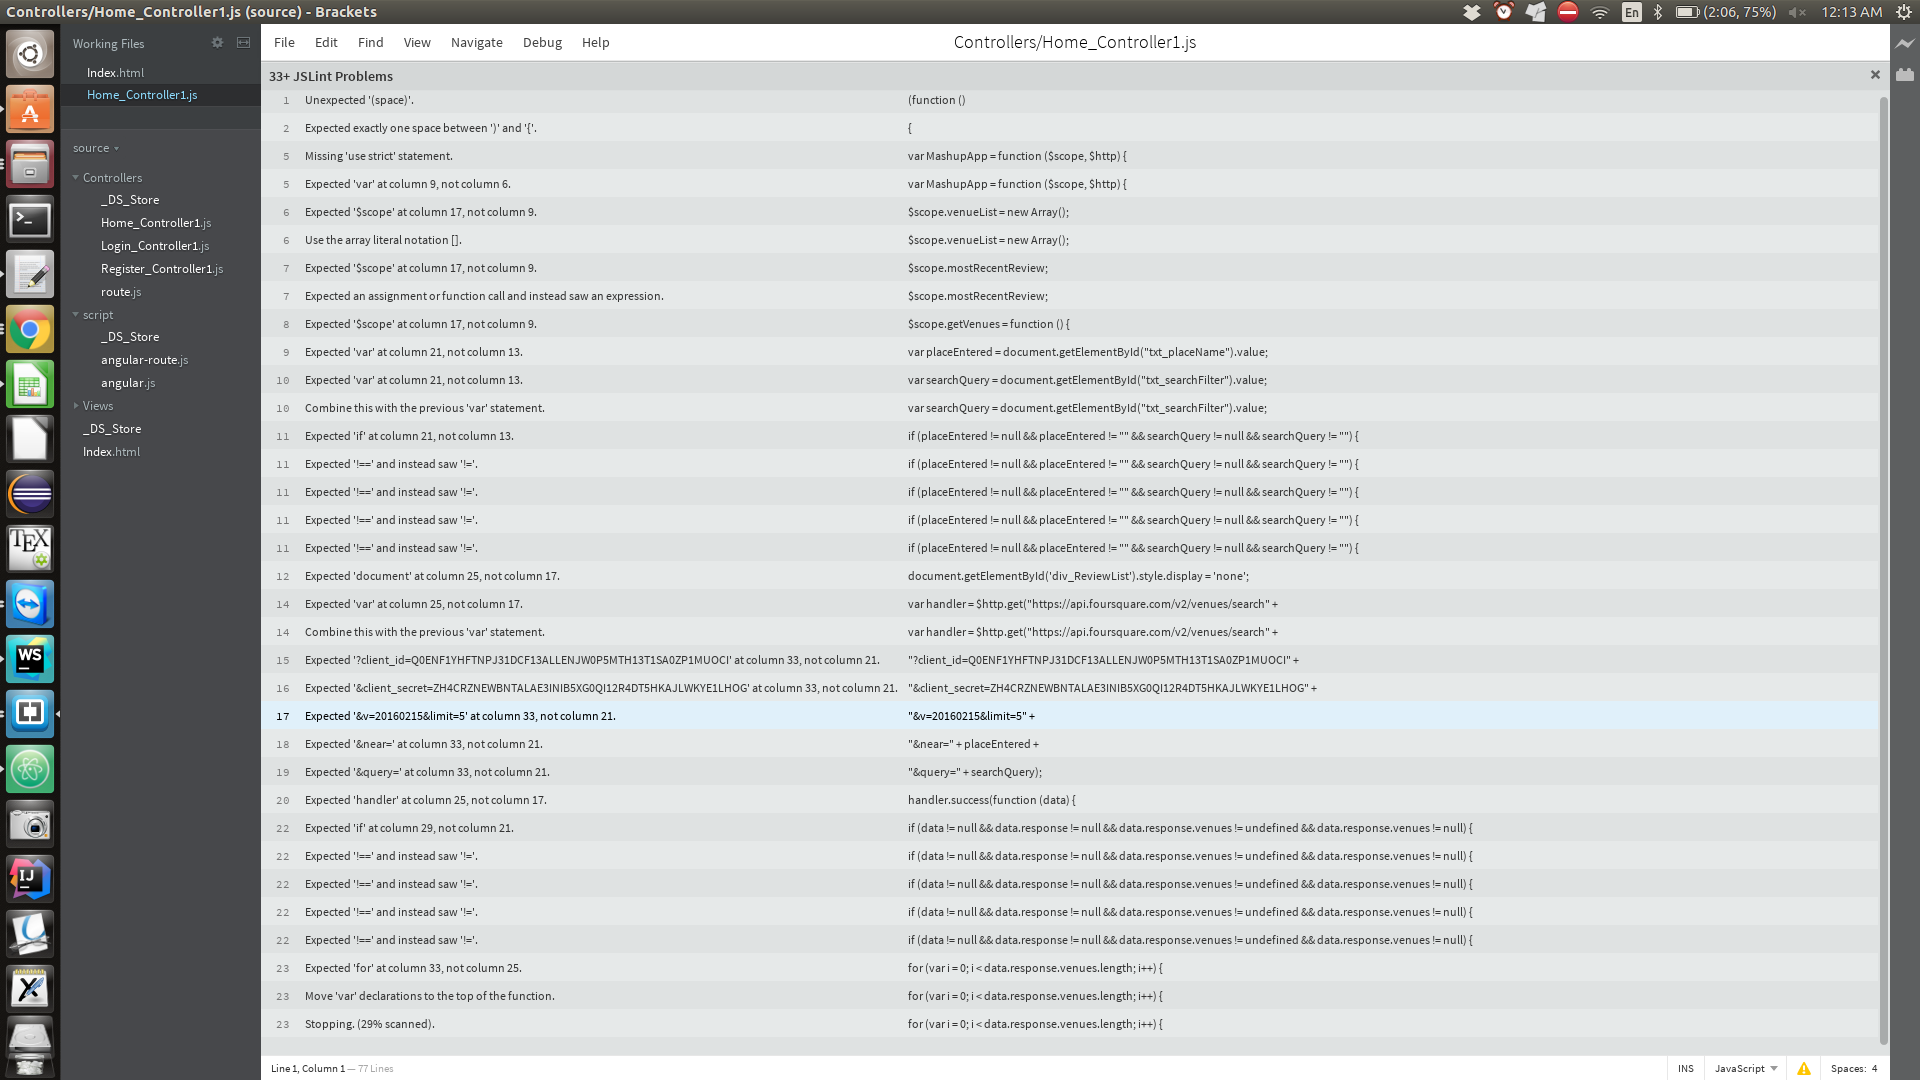 Controllers/Home_Controller1.js (source) - Brackets
En
(2:06, 75%)
12:13 AM
Working Files
Index.html
Home_Controller1.js
source
Controllers
_DS_Store
Home_Controller1.js
Login_Controller1.js
Register_Controller1.js
route.js
script
_DS_Store
angular-route.js
angular.js
Views
_DS_Store
Index.html
File Edit Find View Navigate Debug Help
Controllers/Home_Controller1.js
33+ JSLint Problems
1 Unexpected '(space)'. (function ()
2 Expected exactly one space between ')' and '{'. {
5 Missing 'use strict' statement. var MashupApp = function ($scope, $http) {
5 Expected 'var' at column 9, not column 6. var MashupApp = function ($scope, $http) {
6 Expected '$scope' at column 17, not column 9. $scope.venueList = new Array();
6 Use the array literal notation []. $scope.venueList = new Array();
7 Expected '$scope' at column 17, not column 9. $scope.mostRecentReview;
7 Expected an assignment or function call and instead saw an expression. $scope.mostRecentReview;
8 Expected '$scope' at column 17, not column 9. $scope.getVenues = function () {
9 Expected 'var' at column 21, not column 13. var placeEntered = document.getElementById("txt_placeName").value;
10 Expected 'var' at column 21, not column 13. var searchQuery = document.getElementById("txt_searchFilter").value;
10 Combine this with the previous 'var' statement. var searchQuery = document.getElementById("txt_searchFilter").value;
11 Expected 'if' at column 21, not column 13. if (placeEntered != null && placeEntered != "" && searchQuery != null && searchQuery != "") {
11 Expected '!==' and instead saw '!='. if (placeEntered != null && placeEntered != "" && searchQuery != null && searchQuery != "") {
11 Expected '!==' and instead saw '!='. if (placeEntered != null && placeEntered != "" && searchQuery != null && searchQuery != "") {
11 Expected '!==' and instead saw '!='. if (placeEntered != null && placeEntered != "" && searchQuery != null && searchQuery != "") {
11 Expected '!==' and instead saw '!='. if (placeEntered != null && placeEntered != "" && searchQuery != null && searchQuery != "") {
12 Expected 'document' at column 25, not column 17. document.getElementById('div_ReviewList').style.display = 'none';
14 Expected 'var' at column 25, not column 17. var handler = $http.get("https://api.foursquare.com/v2/venues/search" +
14 Combine this with the previous 'var' statement. var handler = $http.get("https://api.foursquare.com/v2/venues/search" +
15 Expected '?client_id=Q0ENF1YHFTNPJ31DCF13ALLENJW0P5MTH13T1SA0ZP1MUOCI' at column 33, not column 21. "?client_id=Q0ENF1YHFTNPJ31DCF13ALLENJW0P5MTH13T1SA0ZP1MUOCI" +
16 Expected '&client_secret=ZH4CRZNEWBNTALAE3INIB5XG0QI12R4DT5HKAJLWKYE1LHOG' at column 33, not column 21. "&client_secret=ZH4CRZNEWBNTALAE3INIB5XG0QI12R4DT5HKAJLWKYE1LHOG" +
17 Expected '&v=20160215&limit=5' at column 33, not column 21. "&v=20160215&limit=5" +
18 Expected '&near=' at column 33, not column 21. "&near=" + placeEntered +
19 Expected '&query=' at column 33, not column 21. "&query=" + searchQuery);
20 Expected 'handler' at column 25, not column 17. handler.success(function (data) {
22 Expected 'if' at column 29, not column 21. if (data != null && data.response != null && data.response.venues != undefined && data.response.venues != null) {
22 Expected '!==' and instead saw '!='. if (data != null && data.response != null && data.response.venues != undefined && data.response.venues != null) {
22 Expected '!==' and instead saw '!='. if (data != null && data.response != null && data.response.venues != undefined && data.response.venues != null) {
22 Expected '!==' and instead saw '!='. if (data != null && data.response != null && data.response.venues != undefined && data.response.venues != null) {
22 Expected '!==' and instead saw '!='. if (data != null && data.response != null && data.response.venues != undefined && data.response.venues != null) {
23 Expected 'for' at column 33, not column 25. for (var i = 0; i < data.response.venues.length; i++) {
23 Move 'var' declarations to the top of the function. for (var i = 0; i < data.response.venues.length; i++) {
23 Stopping. (29% scanned). for (var i = 0; i < data.response.venues.length; i++) {
Line 1, Column 1 — 77 Lines
INS JavaScript Spaces: 4
TEX
WS
IJ